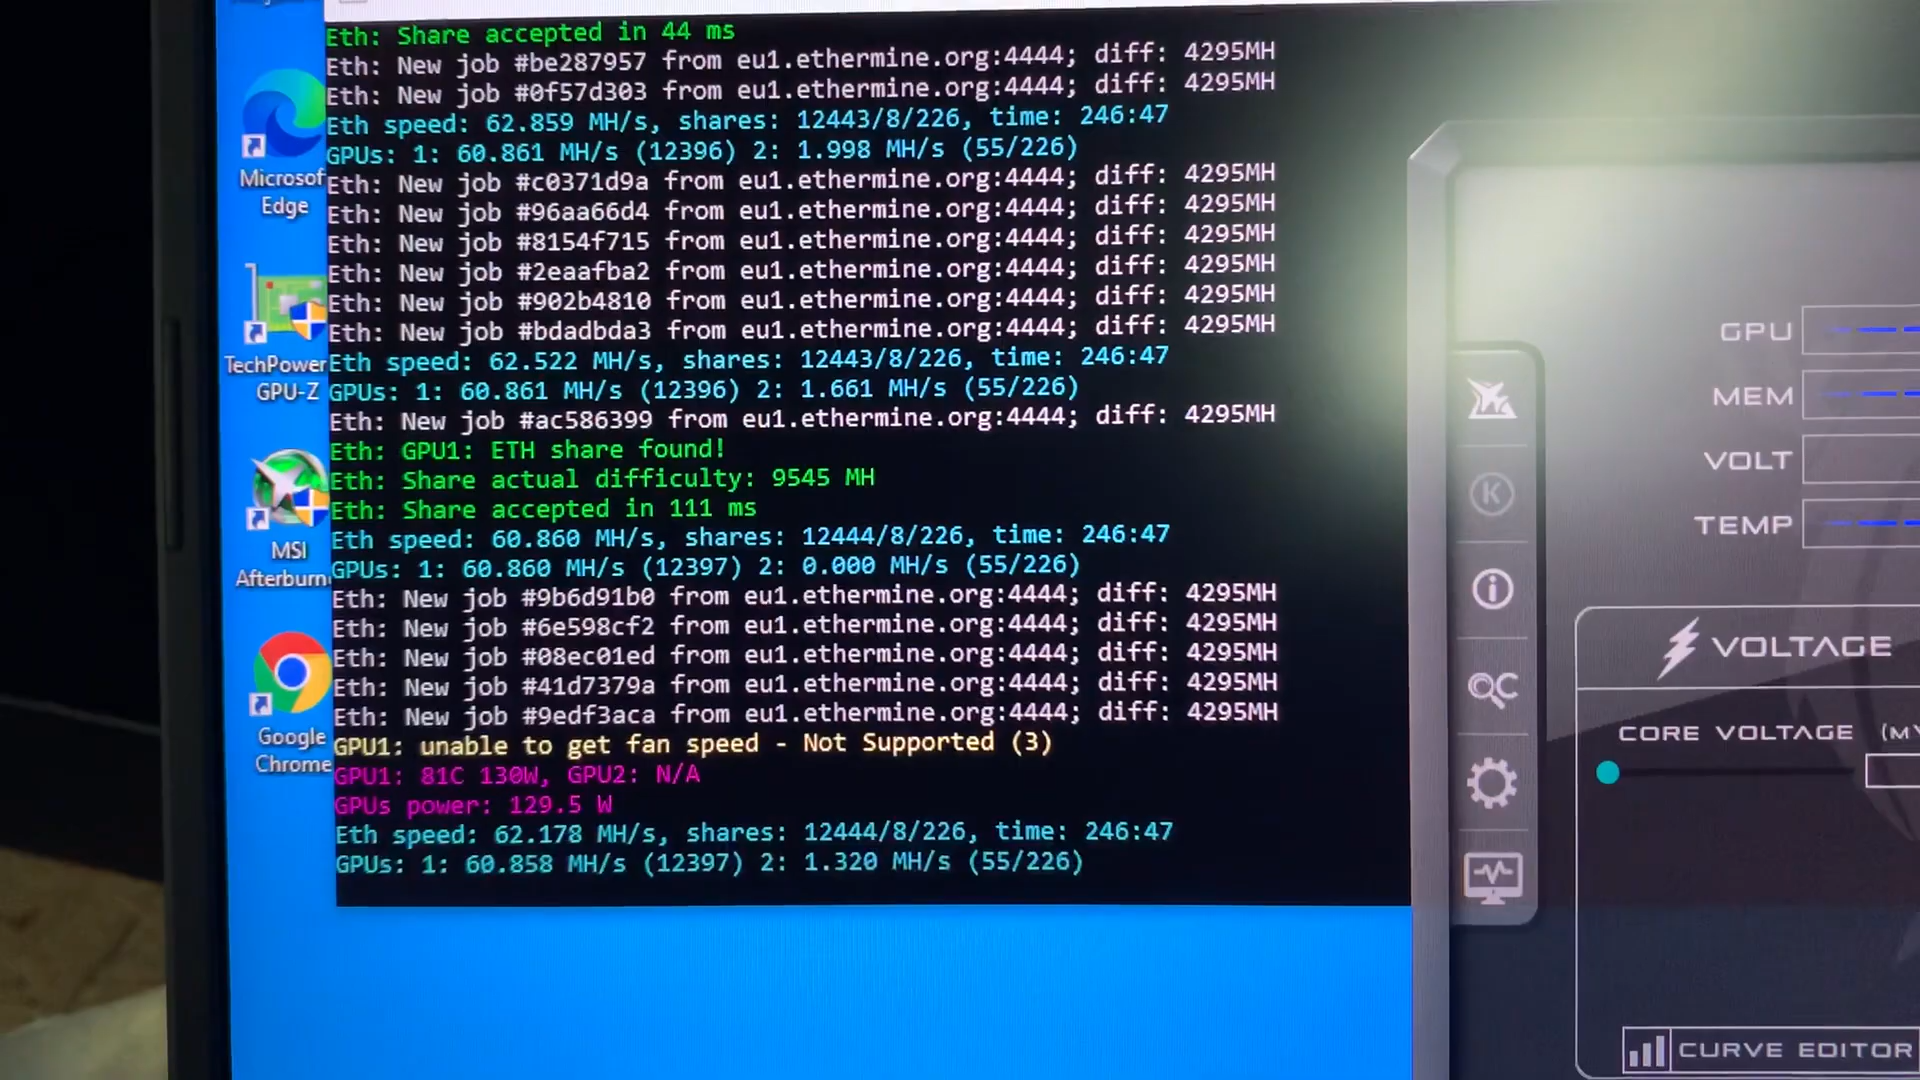 Eth: Share accepted in 44 ms
Eth: New job #be287957 from eu1.ethermine.org:4444; diff: 4295MH
Eth: New job #0f57d303 from eu1.ethermine.org:4444; diff: 4295MH
Eth speed: 62.859 MH/s, shares: 12443/8/226, time: 246:47
GPUs: 1: 60.861 MH/s (12396) 2: 1.998 MH/s (55/226)
Eth: New job #c0371d9a from eu1.ethermine.org:4444; diff: 4295MH
Eth: New job #96aa66d4 from eu1.ethermine.org:4444; diff: 4295MH
Eth: New job #8154f715 from eu1.ethermine.org:4444; diff: 4295MH
Eth: New job #2eaafba2 from eu1.ethermine.org:4444; diff: 4295MH
Eth: New job #902b4810 from eu1.ethermine.org:4444; diff: 4295MH
Eth: New job #bdadbda3 from eu1.ethermine.org:4444; diff: 4295MH
Eth speed: 62.522 MH/s, shares: 12443/8/226, time: 246:47
GPUs: 1: 60.861 MH/s (12396) 2: 1.661 MH/s (55/226)
Eth: New job #ac586399 from eu1.ethermine.org:4444; diff: 4295MH
Eth: GPU1: ETH share found!
Eth: Share actual difficulty: 9545 MH
Eth: Share accepted in 111 ms
Eth speed: 60.860 MH/s, shares: 12444/8/226, time: 246:47
GPUs: 1: 60.860 MH/s (12397) 2: 0.000 MH/s (55/226)
Eth: New job #9b6d91b0 from eu1.ethermine.org:4444; diff: 4295MH
Eth: New job #6e598cf2 from eu1.ethermine.org:4444; diff: 4295MH
Eth: New job #08ec01ed from eu1.ethermine.org:4444; diff: 4295MH
Eth: New job #41d7379a from eu1.ethermine.org:4444; diff: 4295MH
Eth: New job #9edf3aca from eu1.ethermine.org:4444; diff: 4295MH
GPU1: unable to get fan speed - Not Supported (3)
GPU1: 81C 130W, GPU2: N/A
GPUs power: 129.5 W
Eth speed: 62.178 MH/s, shares: 12444/8/226, time: 246:47
GPUs: 1: 60.858 MH/s (12397) 2: 1.320 MH/s (55/226)
Microsof
Edge
TechPower
GPU-Z
MSI
Afterburn
Google
Chrome
GPU
MEM
VOLT
TEMP
K
i
OC
VOLTAGE
CORE VOLTAGE (MV
CURVE EDITOR